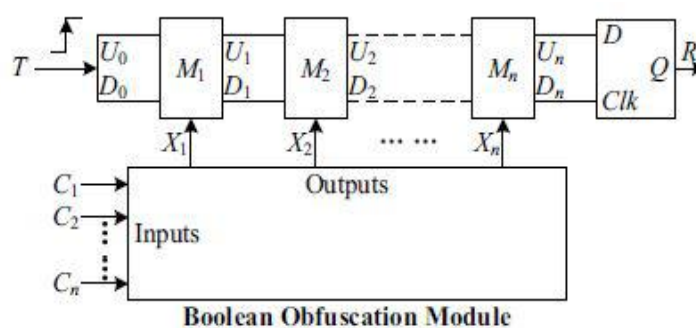 T U₀ M₁ U₁ M₂ U₂ Mₙ Uₙ D Q R
D₀ D₁ D₂ Dₙ Clk
X₁ X₂ ... ... Xₙ
Outputs
C₁
C₂
Inputs
Cₙ
Boolean Obfuscation Module